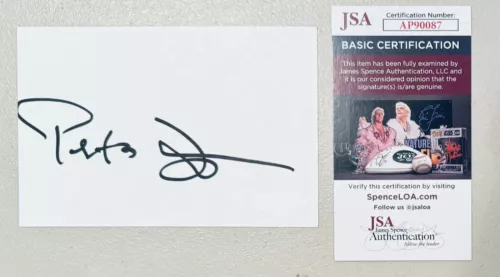 JSA
Certification Number:
AP90087
BASIC CERTIFICATION
This item has been fully examined by
James Spence Authentication, LLC and
it is our considered opinion that the
signature(s) is/are genuine.
Verify this certification by visiting
SpenceLOA.com
Follow us @jsaloa
JSA
James Spence
Authentication